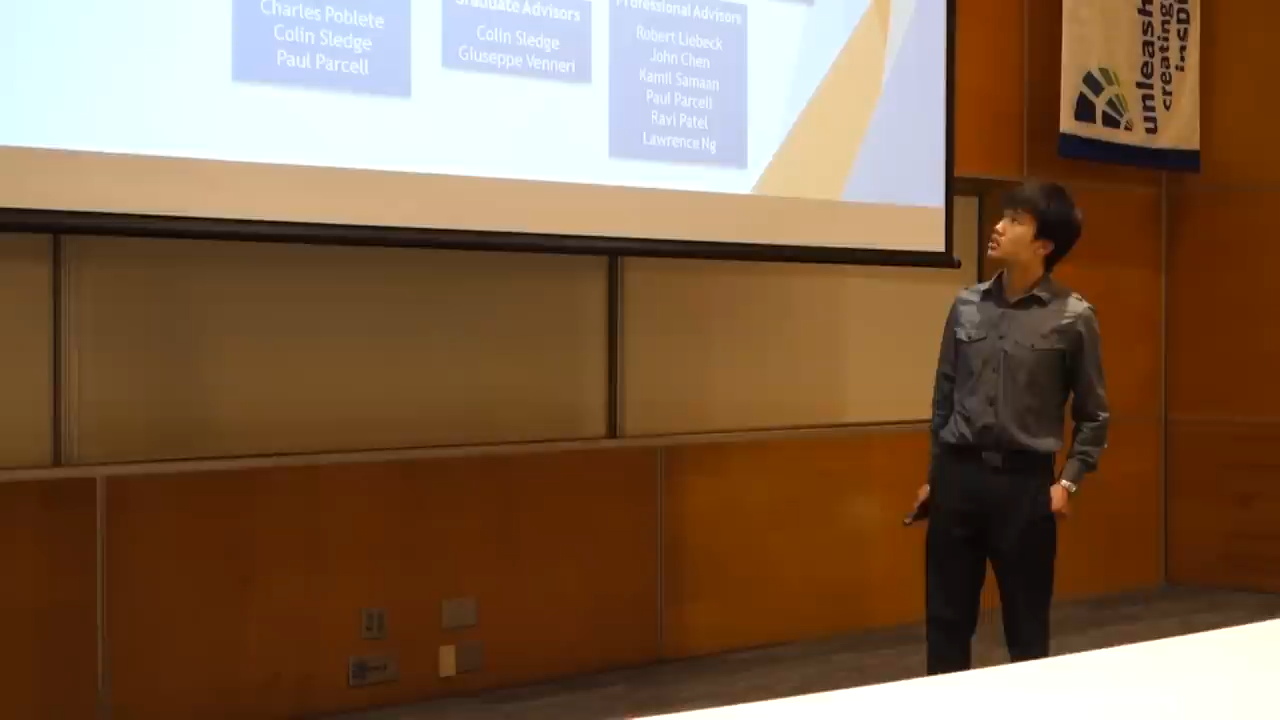 Charles Poblete
Colin Sledge
Paul Parcell
Graduate Advisors
Colin Sledge
Giuseppe Venneri
Professional Advisors
Robert Liebeck
John Chen
Kamil Samaan
Paul Parcell
Ravi Patel
Lawrence Ng
unleash
creating